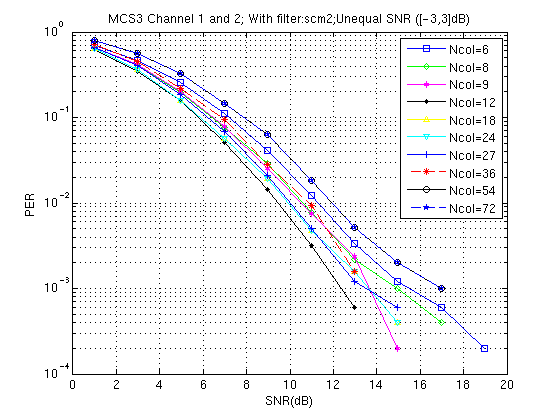 MCS3 Channel 1 and 2; With filter:scm2;Unequal SNR ([-3,3]dB)
10^0
10^-1
10^-2
10^-3
10^-4
PER
Ncol=6
Ncol=8
Ncol=9
Ncol=12
Ncol=18
Ncol=24
Ncol=27
Ncol=36
Ncol=54
Ncol=72
0 2 4 6 8 10 12 14 16 18 20
SNR(dB)